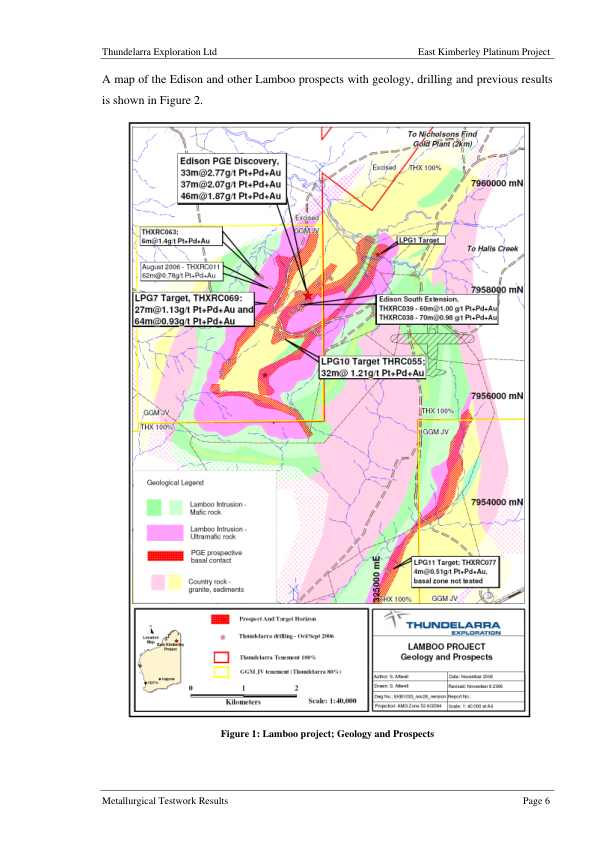 Thundelarra Exploration Ltd East Kimberley Platinum Project
A map of the Edison and other Lamboo prospects with geology, drilling and previous results
is shown in Figure 2.
To Nicholsons Find
Gold Plant (2km)
Edison PGE Discovery,
33m@2.77g/t Pt+Pd+Au
37m@2.07g/t Pt+Pd+Au
46m@1.87g/t Pt+Pd+Au
Excised THX 100%
7960000 mN
Excised
GGM JV
THXRC063;
6m@1.4g/t Pt+Pd+Au
LPG1 Target
To Halls Creek
August 2006 - THXRC011
62m@0.78g/t Pt+Pd+Au
7958000 mN
LPG7 Target, THXRC069:
27m@1.13g/t Pt+Pd+Au and
64m@0.93g/t Pt+Pd+Au
Edison South Extension,
THXRC039 - 60m@1.00 g/t Pt+Pd+Au
THXRC038 - 70m@0.98 g/t Pt+Pd+Au
LPG10 Target THRC055;
32m@ 1.21g/t Pt+Pd+Au
7956000 mN
GGM JV
THX 100%
THX 100%
GGM JV
Geological Legend
Lamboo Intrusion -
Mafic rock
Lamboo Intrusion -
Ultramafic rock
PGE prospective
basal contact
Country rock -
granite, sediments
7954000 mN
LPG11 Target; THXRC077
4m@0.51g/t Pt+Pd+Au,
basal zone not tested
325000 mE
HX 100% GGM JV
Location
Map
East Kimberley
Project
Prospect And Target Horizon
Thundelarra drilling - Oct/Sept 2006
Thundelarra Tenement 100%
GGM JV tenement (Thundelarra 80%)
0 1 2
Kilometers Scale: 1:40,000
THUNDELARRA
EXPLORATION
LAMBOO PROJECT
Geology and Prospects
Author: S. Attwell Date: November 2006
Drawn: S. Attwell Revised: November 8 2006
Report No.:
Projection: AMG Zone 52 AGD84 Scale: 1: 40 000 at A4
Figure 1: Lamboo project; Geology and Prospects
Metallurgical Testwork Results Page 6